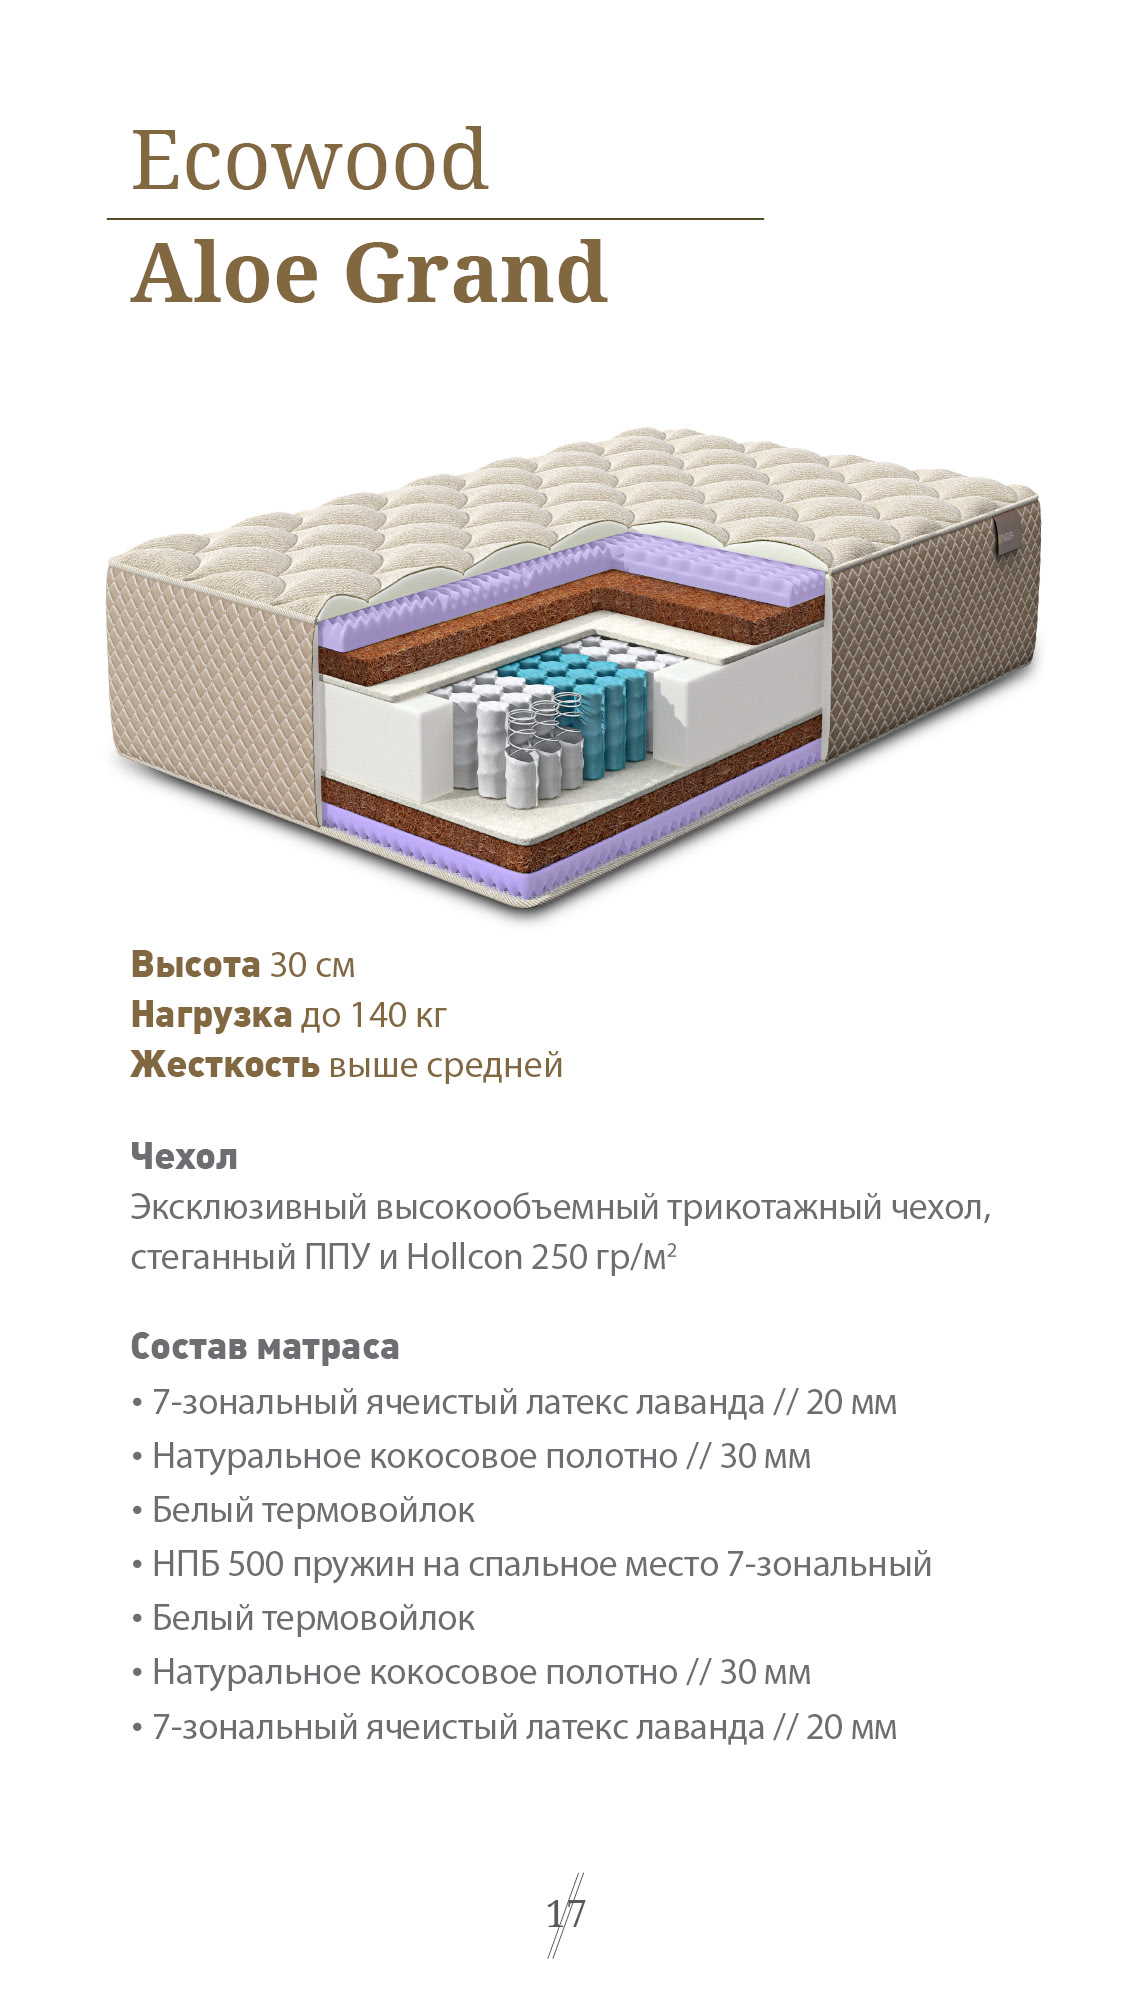 Ecowood
Aloe Grand
Высота 30 см
Нагрузка до 140 кг
Жесткость выше средней
Чехол
Эксклюзивный высокообъемный трикотажный чехол,
стеганный ППУ и Hollcon 250 гр/м²
Состав матраса
• 7-зональный ячеистый латекс лаванда // 20 мм
• Натуральное кокосовое полотно // 30 мм
• Белый термовойлок
• НПБ 500 пружин на спальное место 7-зональный
• Белый термовойлок
• Натуральное кокосовое полотно // 30 мм
• 7-зональный ячеистый латекс лаванда // 20 мм
17